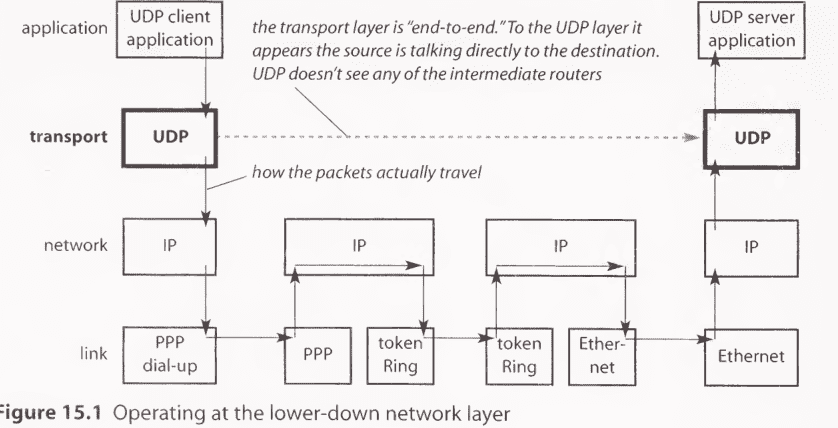 application
UDP client
application
the transport layer is “end-to-end.” To the UDP layer it
appears the source is talking directly to the destination.
UDP doesn’t see any of the intermediate routers
UDP server
application
transport
UDP
UDP
how the packets actually travel
network
IP
IP
IP
IP
link
PPP
dial-up
PPP
token
Ring
token
Ring
Ether-
net
Ethernet
Figure 15.1 Operating at the lower-down network layer